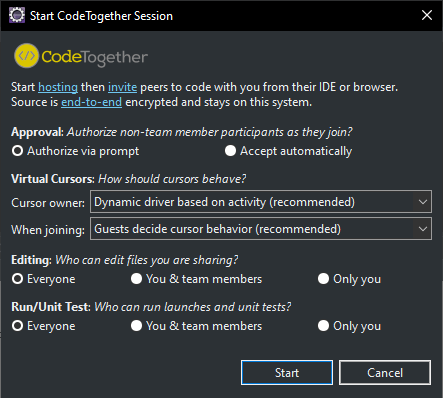 Start CodeTogether Session
CodeTogether
Start hosting then invite peers to code with you from their IDE or browser.
Source is end-to-end encrypted and stays on this system.
Approval: Authorize non-team member participants as they join?
Authorize via prompt
Accept automatically
Virtual Cursors: How should cursors behave?
Cursor owner: Dynamic driver based on activity (recommended)
When joining: Guests decide cursor behavior (recommended)
Editing: Who can edit files you are sharing?
Everyone
You & team members
Only you
Run/Unit Test: Who can run launches and unit tests?
Everyone
You & team members
Only you
Start
Cancel